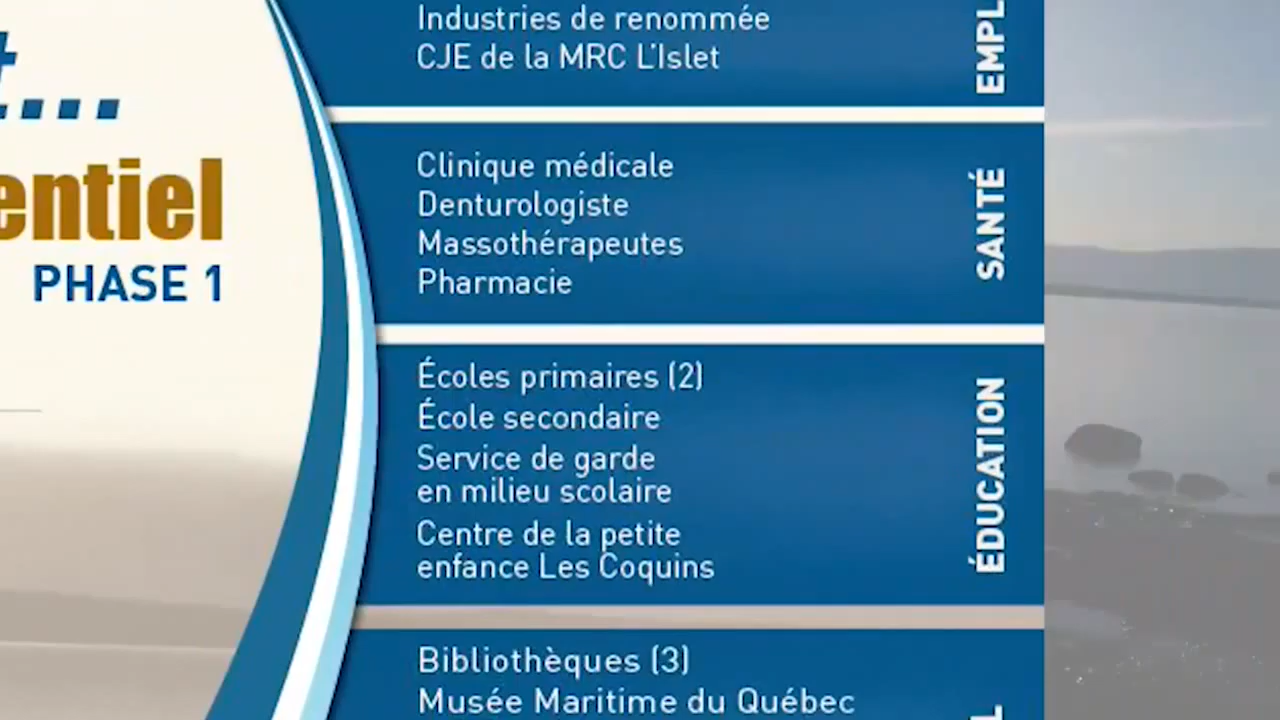 t...
entiel
PHASE 1
Industries de renommée
CJE de la MRC L'Islet
EMPL
Clinique médicale
Denturologiste
Massothérapeutes
Pharmacie
SANTÉ
Écoles primaires (2)
École secondaire
Service de garde
en milieu scolaire
Centre de la petite
enfance Les Coquins
ÉDUCATION
Bibliothèques (3)
Musée Maritime du Québec
L